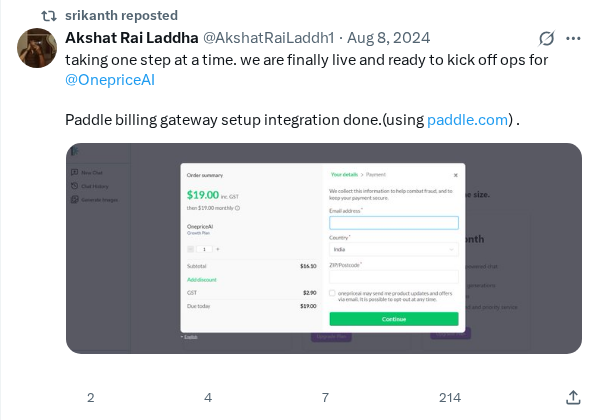 srikanth reposted
Akshat Rai Laddha @AkshatRaiLaddh1 · Aug 8, 2024
taking one step at a time. we are finally live and ready to kick off ops for
@OnepriceAI
Paddle billing gateway setup integration done.(using paddle.com) .
New Chat
Chat History
Generate Images
Order summary
$19.00 inc. GST
then $19.00 monthly
OnepriceAI
Growth Plan
1
Subtotal $16.10
Add discount
GST $2.90
Due today $19.00
Your details > Payment
We collect this information to help combat fraud, and to
keep your payment secure.
Email address*
Country*
India
ZIP/Postcode*
onepriceai may send me product updates and offers
via email. It is possible to opt-out at any time.
Continue
e size.
nth
English
2 4 7 214